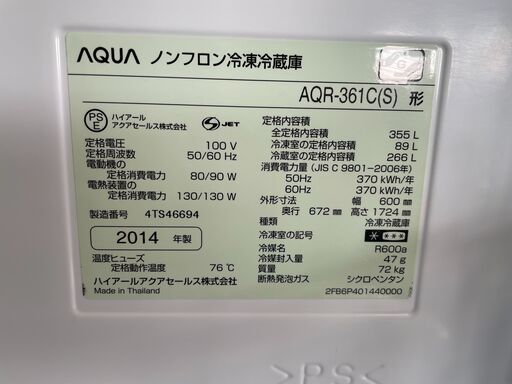 AQUA ノンフロン冷凍冷蔵庫
G
AQR-361C(S) 形
PS
E
ハイアール
アクアセールス株式会社
S JET
定格電圧 100 V
定格周波数 50/60 Hz
電動機の
定格消費電力 80/90 W
電熱装置の
定格消費電力 130/130 W
製造番号 4TS46694
2014 年製
温度ヒューズ
定格動作温度 76 ℃
ハイアールアクアセールス株式会社
Made in Thailand
定格内容積
全定格内容積 355 L
冷凍室の定格内容積 89 L
冷蔵室の定格内容積 266 L
消費電力量(JIS C 9801-2006年)
50Hz 370 kWh/年
60Hz 370 kWh/年
外形寸法 幅 600 mm
奥行 672 mm 高さ 1724 mm
種類 冷凍冷蔵庫
冷凍室の記号 * ***
冷媒 R600a
冷媒封入量 47 g
質量 72 kg
断熱発泡ガス シクロペンタン
2FB6P401440000
>PS<